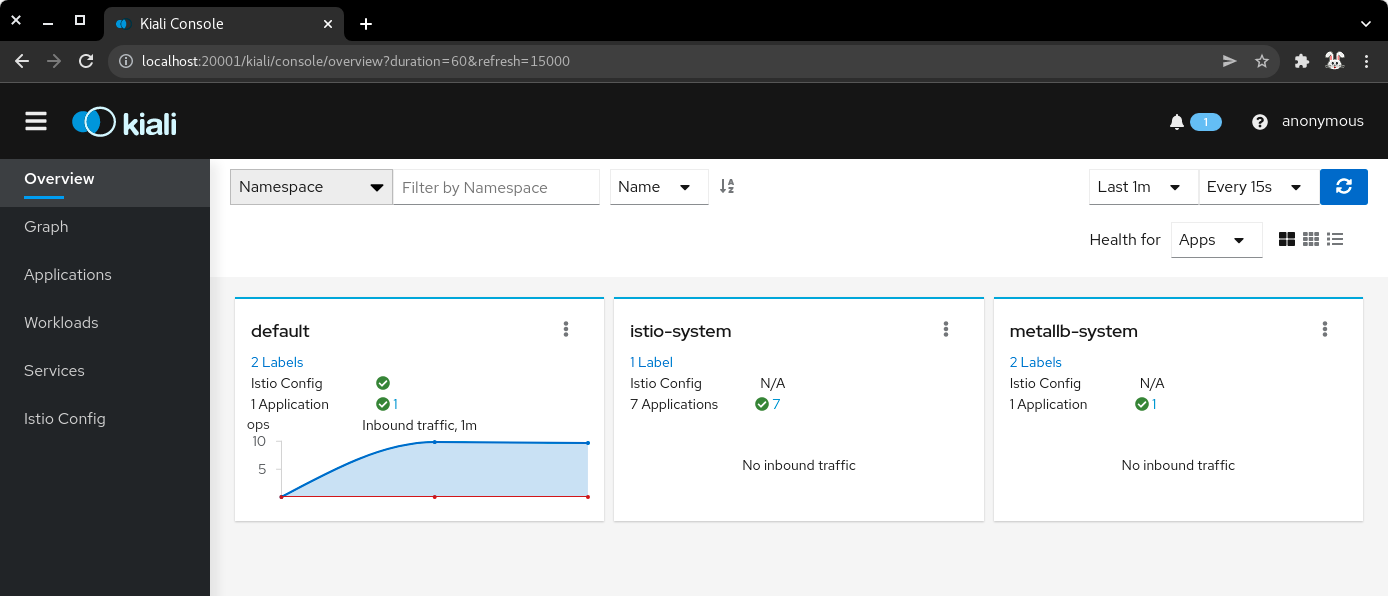 Kiali Console
localhost:20001/kiali/console/overview?duration=60&refresh=15000
kiali
1
anonymous
Overview
Graph
Applications
Workloads
Services
Istio Config
Namespace
Filter by Namespace
Name
Last 1m
Every 15s
Health for
Apps
default
2 Labels
Istio Config
1 Application
1
ops
Inbound traffic, 1m
10
5
istio-system
1 Label
Istio Config
N/A
7 Applications
7
No inbound traffic
metallb-system
2 Labels
Istio Config
N/A
1 Application
1
No inbound traffic